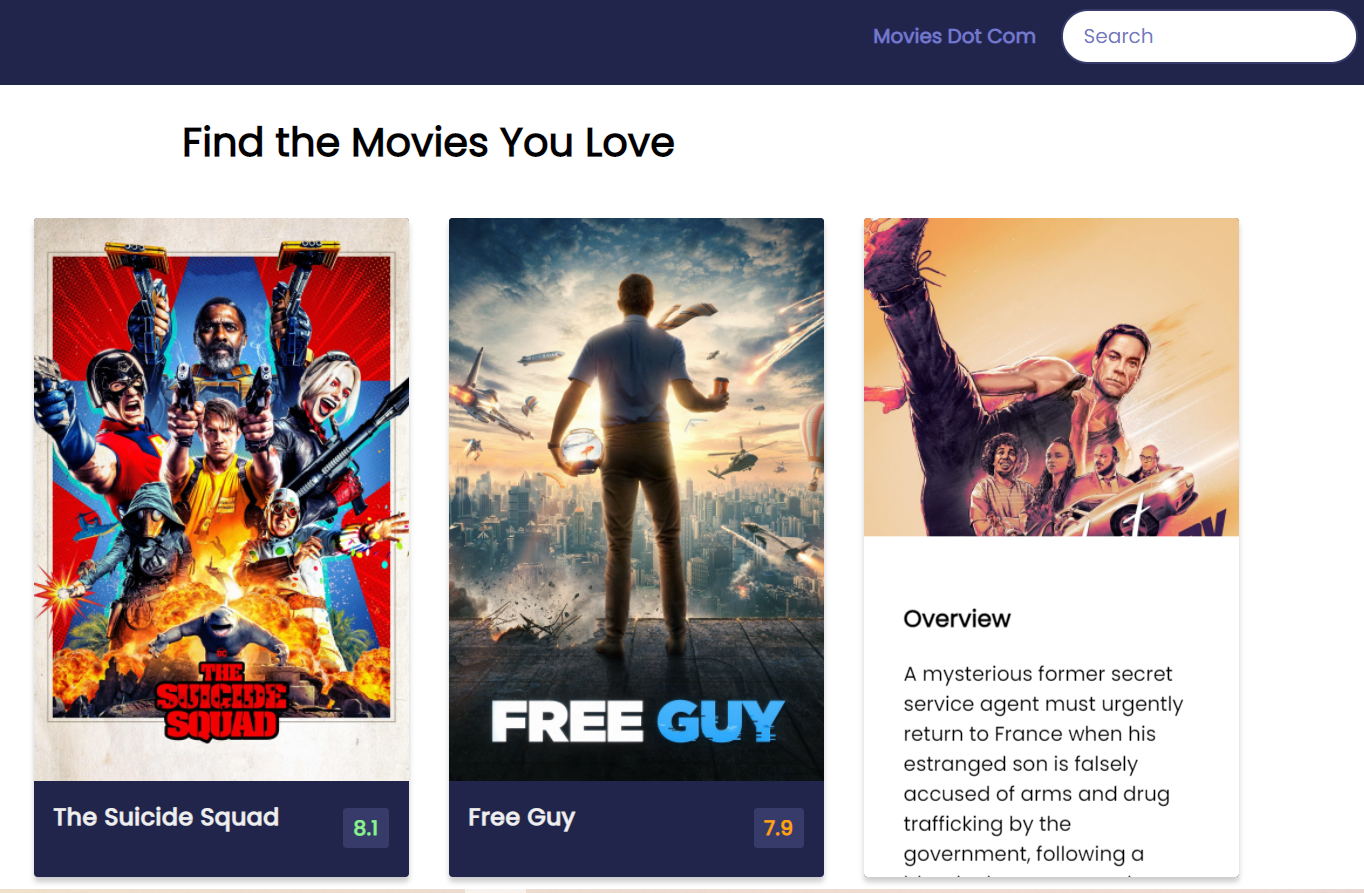 Movies Dot Com
Search
Find the Movies You Love
DC
THE
SUICIDE
SQUAD
The Suicide Squad
8.1
FREE GUY
Free Guy
7.9
Overview
A mysterious former secret
service agent must urgently
return to France when his
estranged son is falsely
accused of arms and drug
trafficking by the
government, following a